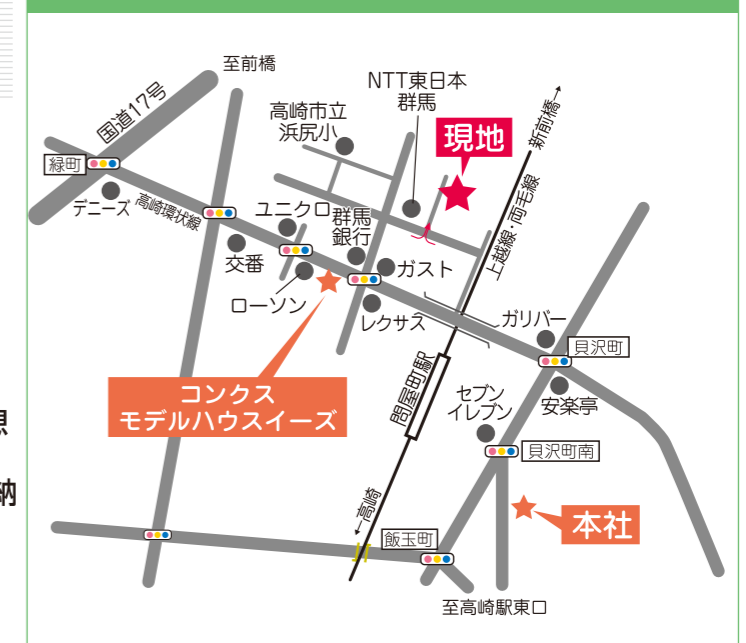 至前橋
国道17号
NTT東日本
群馬
高崎市立
浜尻小
現地
新前橋→
緑町
デニーズ
高崎環状線
上越線・両毛線
ユニクロ
群馬
銀行
交番
ガスト
ローソン
レクサス
ガリバー
貝沢町
コンクス
モデルハウスイーズ
問屋町駅
セブン
イレブン
安楽亭
想
貝沢町南
納
←高崎
本社
飯玉町
至高崎駅東口